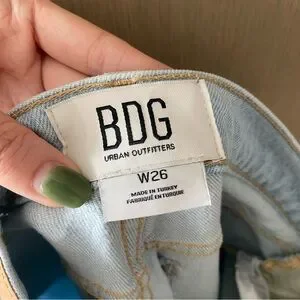 BDG
URBAN OUTFITTERS
W26
MADE IN TURKEY
FABRIQUÉ EN TURQUIE